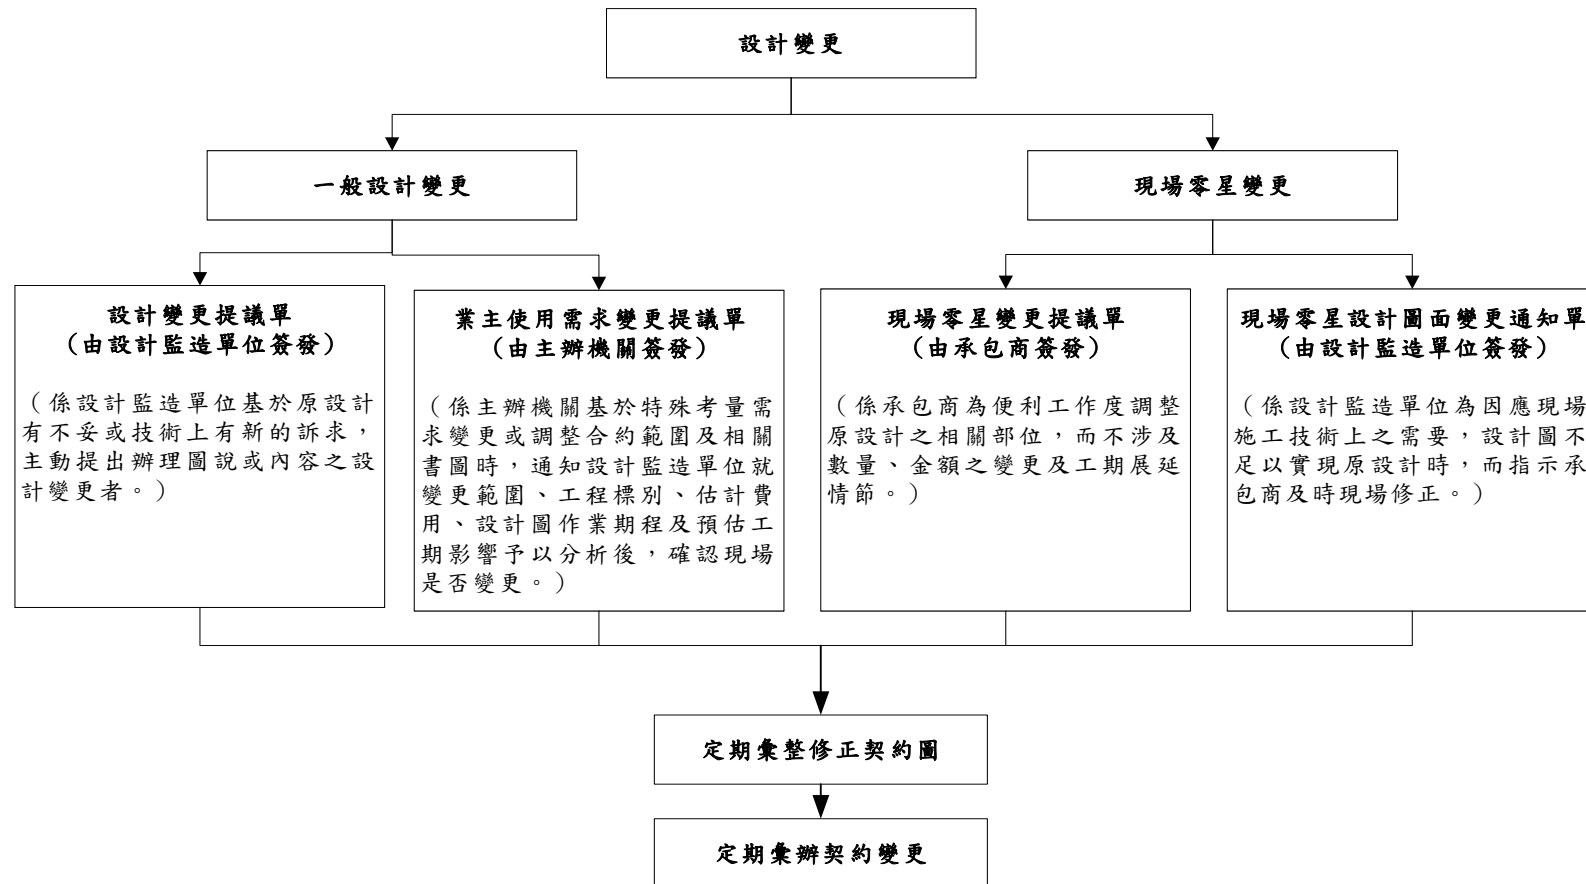 設計變更
一般設計變更
現場零星變更
設計變更提議單
（由設計監造單位簽發）
（係設計監造單位基於原設計
有不妥或技術上有新的訴求，
主動提出辦理圖說或內容之設
計變更者。）
業主使用需求變更提議單
（由主辦機關簽發）
（係主辦機關基於特殊考量需
求變更或調整合約範圍及相關
書圖時，通知設計監造單位就
變更範圍、工程標別、估計費
用、設計圖作業期程及預估工
期影響予以分析後，確認現場
是否變更。）
現場零星變更提議單
（由承包商簽發）
（係承包商為便利工作度調整
原設計之相關部位，而不涉及
數量、金額之變更及工期展延
情節。）
現場零星設計圖面變更通知單
（由設計監造單位簽發）
（係設計監造單位為因應現場
施工技術上之需要，設計圖不
足以實現原設計時，而指示承
包商及時現場修正。）
定期彙整修正契約圖
定期彙辦契約變更